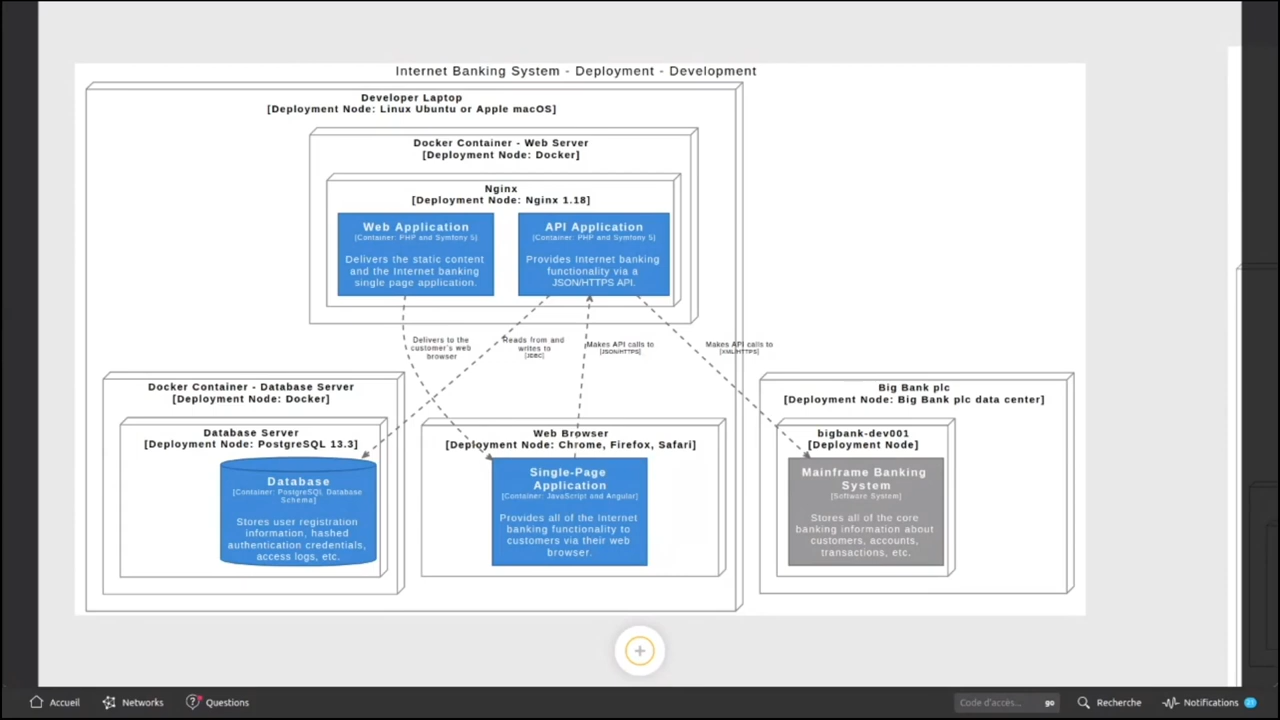 Internet Banking System - Deployment - Development
Developer Laptop
[Deployment Node: Linux Ubuntu or Apple macOS]
Docker Container - Web Server
[Deployment Node: Docker]
Nginx
[Deployment Node: Nginx 1.18]
Web Application
[Container: PHP and Symfony 5]
Delivers the static content
and the Internet banking
single page application.
API Application
[Container: PHP and Symfony 5]
Provides Internet banking
functionality via a
JSON/HTTPS API.
Delivers to the
customer's web
browser
Reads from and
writes to
[JDBC]
Makes API calls to
[JSON/HTTPS]
Makes API calls to
[XML/HTTPS]
Docker Container - Database Server
[Deployment Node: Docker]
Database Server
[Deployment Node: PostgreSQL 13.3]
Database
[Container: PostgreSQL Database
Schema]
Stores user registration
information, hashed
authentication credentials,
access logs, etc.
Web Browser
[Deployment Node: Chrome, Firefox, Safari]
Single-Page
Application
[Container: JavaScript and Angular]
Provides all of the Internet
banking functionality to
customers via their web
browser.
Big Bank plc
[Deployment Node: Big Bank plc data center]
bigbank-dev001
[Deployment Node]
Mainframe Banking
System
[Software System]
Stores all of the core
banking information about
customers, accounts,
transactions, etc.
Accueil
Networks
Questions
Code d'accès...
go
Recherche
Notifications
21